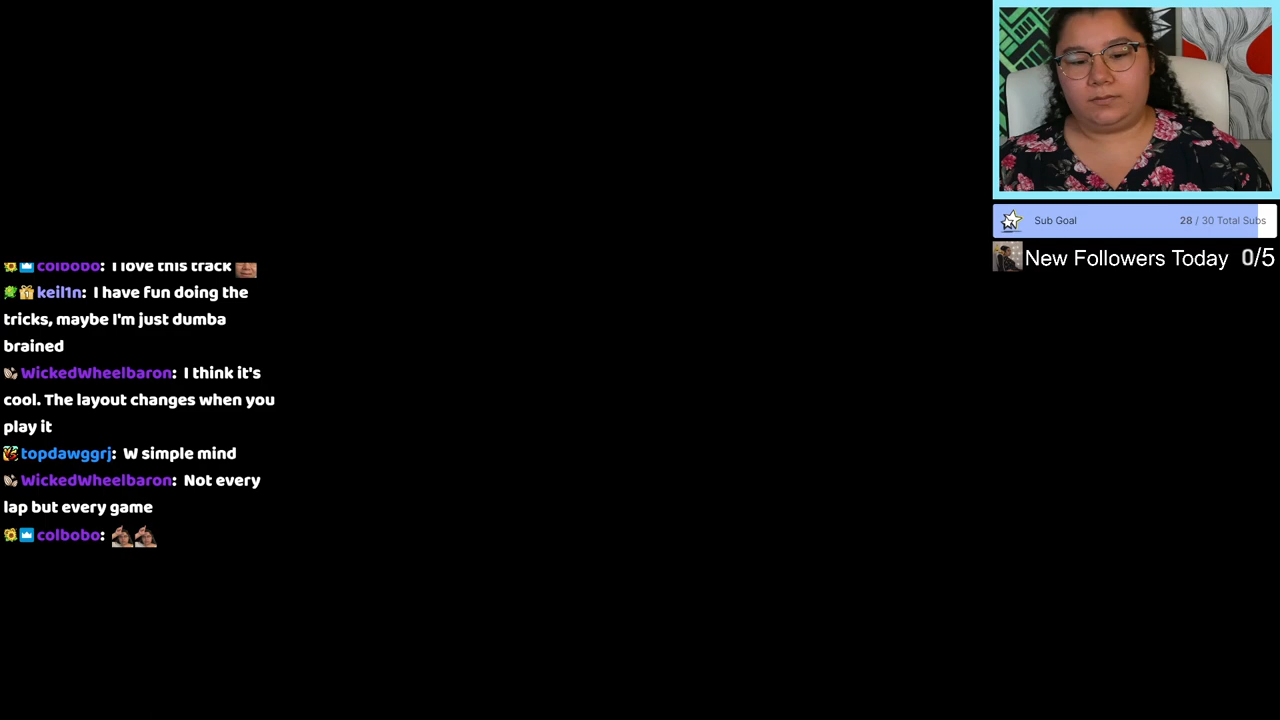 colbobo: I love this track
keil1n: I have fun doing the
tricks, maybe I'm just dumba
brained
WickedWheelbaron: I think it's
cool. The layout changes when you
play it
topdawggrj: W simple mind
WickedWheelbaron: Not every
lap but every game
colbobo:
Sub Goal 28 / 30 Total Subs
New Followers Today 0/5